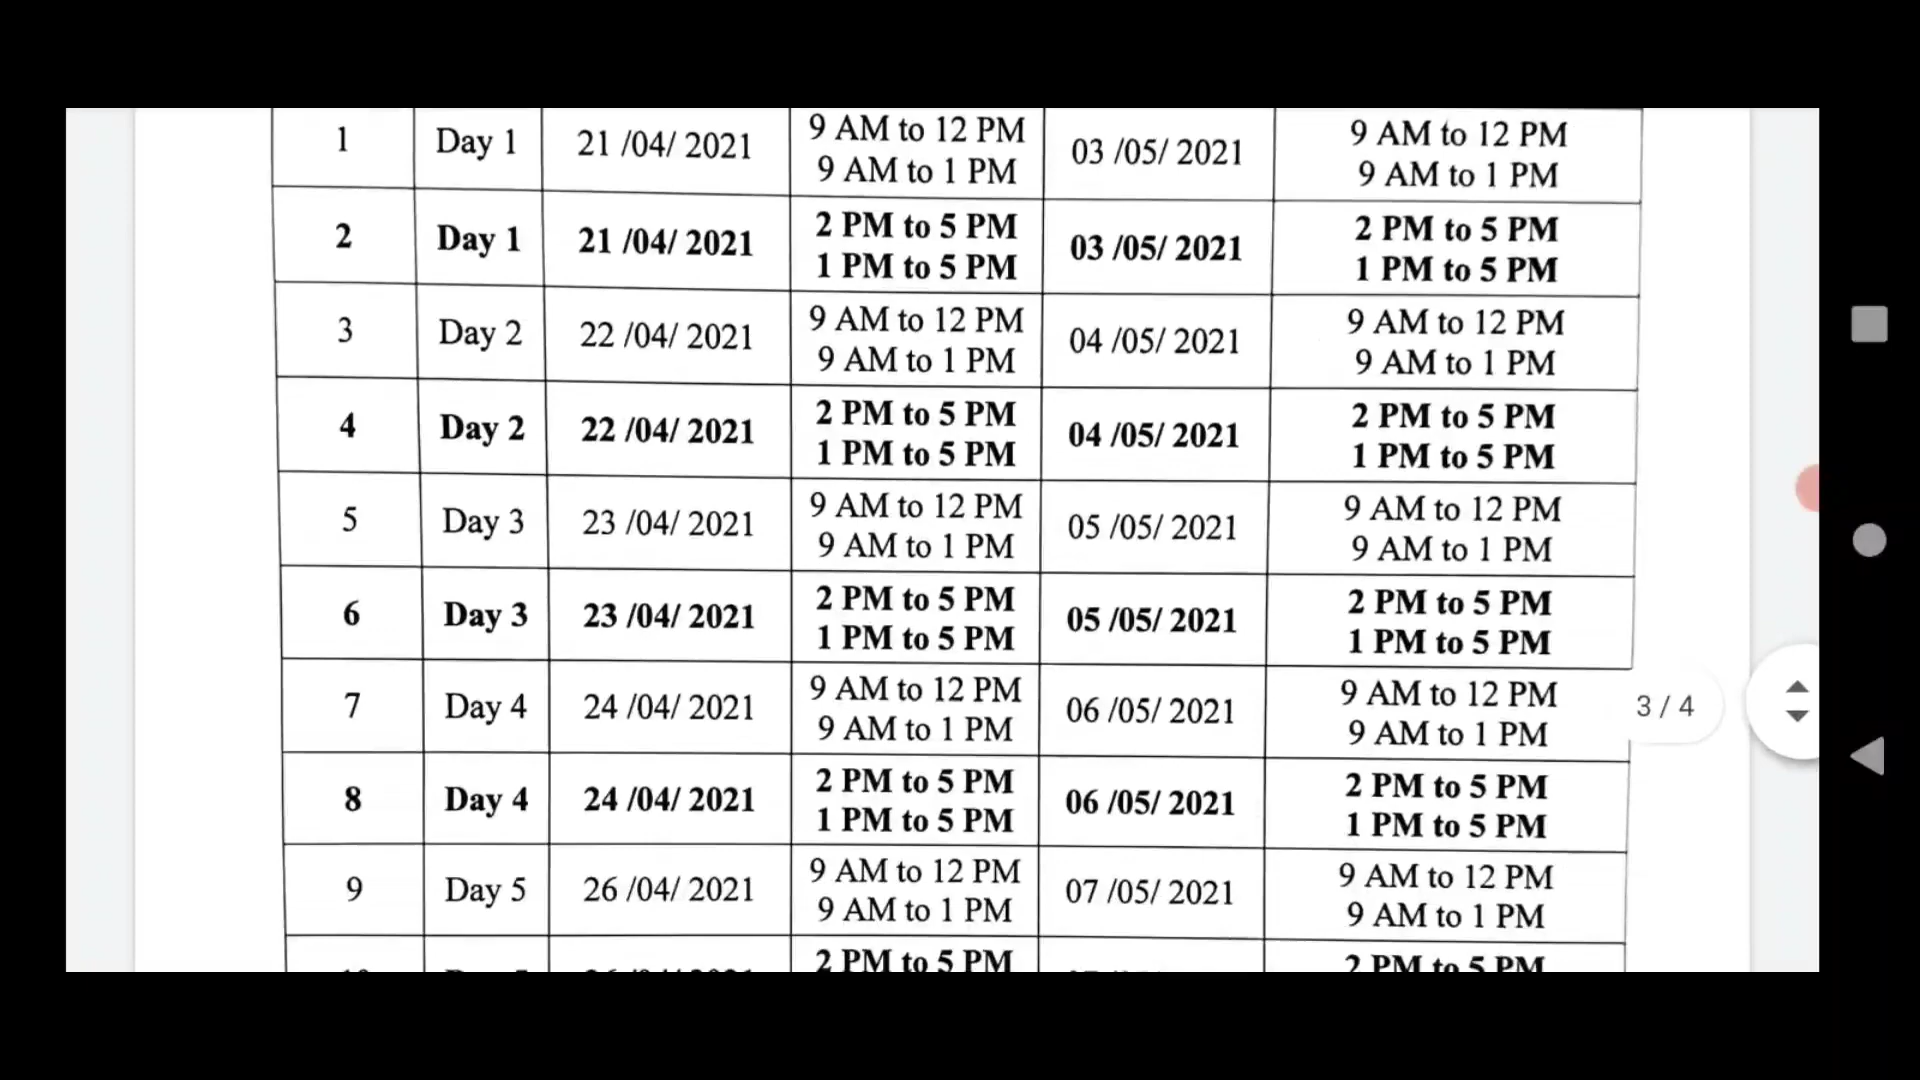 1 Day 1 21 /04/ 2021 9 AM to 12 PM 03 /05/ 2021 9 AM to 12 PM
9 AM to 1 PM 9 AM to 1 PM
2 Day 1 21 /04/ 2021 2 PM to 5 PM 03 /05/ 2021 2 PM to 5 PM
1 PM to 5 PM 1 PM to 5 PM
3 Day 2 22 /04/ 2021 9 AM to 12 PM 04 /05/ 2021 9 AM to 12 PM
9 AM to 1 PM 9 AM to 1 PM
4 Day 2 22 /04/ 2021 2 PM to 5 PM 04 /05/ 2021 2 PM to 5 PM
1 PM to 5 PM 1 PM to 5 PM
5 Day 3 23 /04/ 2021 9 AM to 12 PM 05 /05/ 2021 9 AM to 12 PM
9 AM to 1 PM 9 AM to 1 PM
6 Day 3 23 /04/ 2021 2 PM to 5 PM 05 /05/ 2021 2 PM to 5 PM
1 PM to 5 PM 1 PM to 5 PM
7 Day 4 24 /04/ 2021 9 AM to 12 PM 06 /05/ 2021 9 AM to 12 PM
9 AM to 1 PM 9 AM to 1 PM
3 / 4
8 Day 4 24 /04/ 2021 2 PM to 5 PM 06 /05/ 2021 2 PM to 5 PM
1 PM to 5 PM 1 PM to 5 PM
9 Day 5 26 /04/ 2021 9 AM to 12 PM 07 /05/ 2021 9 AM to 12 PM
9 AM to 1 PM 9 AM to 1 PM
2 PM to 5 PM 2 PM to 5 PM